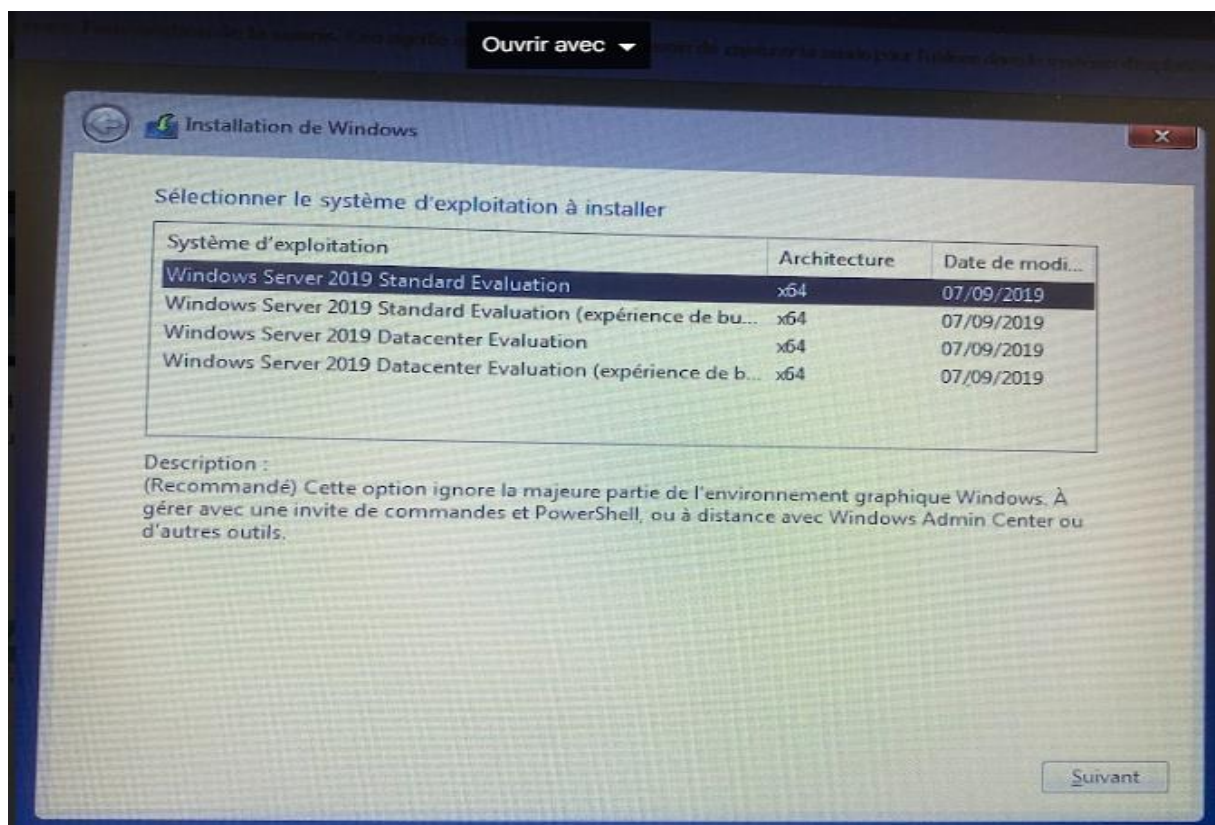 Ouvrir avec
Installation de Windows
Sélectionner le système d'exploitation à installer
Système d'exploitation Architecture Date de modi...
Windows Server 2019 Standard Evaluation x64 07/09/2019
Windows Server 2019 Standard Evaluation (expérience de bu... x64 07/09/2019
Windows Server 2019 Datacenter Evaluation x64 07/09/2019
Windows Server 2019 Datacenter Evaluation (expérience de b... x64 07/09/2019
Description :
(Recommandé) Cette option ignore la majeure partie de l'environnement graphique Windows. À
gérer avec une invite de commandes et PowerShell, ou à distance avec Windows Admin Center ou
d'autres outils.
Suivant